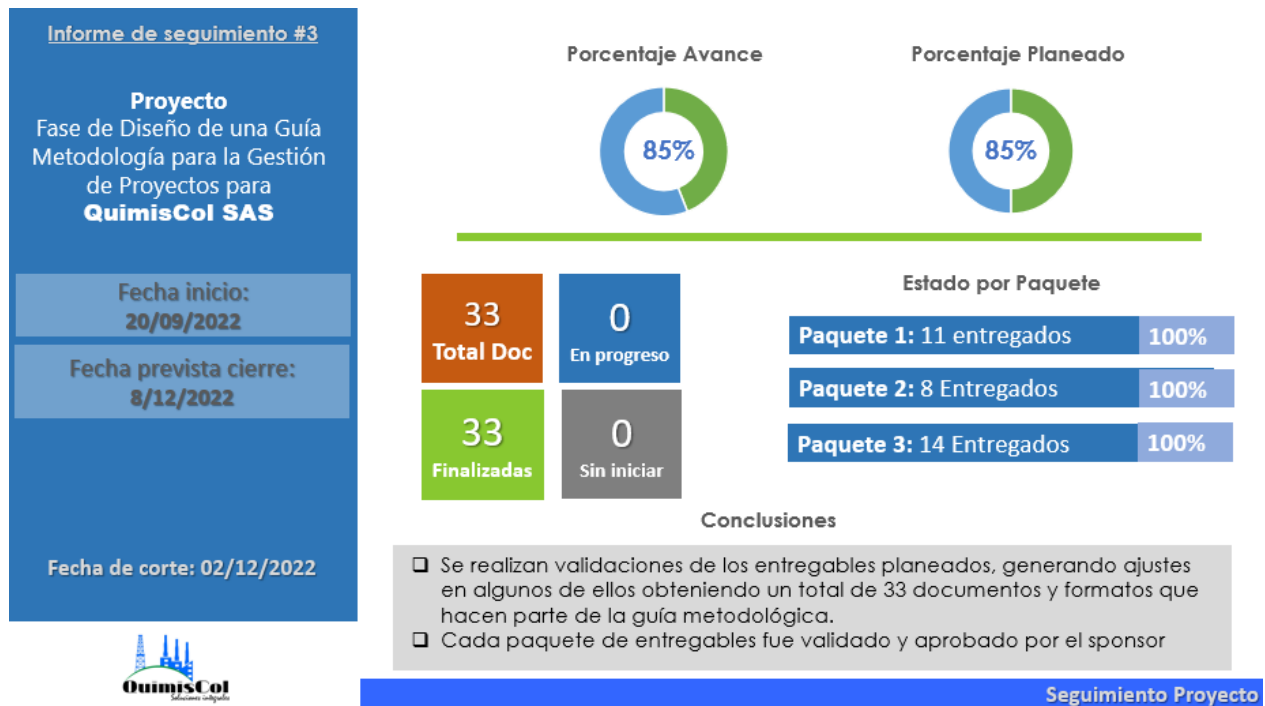 Informe de seguimiento #3
Proyecto
Fase de Diseño de una Guía
Metodología para la Gestión
de Proyectos para
QuimisCol SAS
Fecha inicio:
20/09/2022
Fecha prevista cierre:
8/12/2022
Fecha de corte: 02/12/2022
QuimisCol
Soluciones integrales
Porcentaje Avance
85%
Porcentaje Planeado
85%
33
Total Doc
0
En progreso
33
Finalizadas
0
Sin iniciar
Estado por Paquete
Paquete 1: 11 entregados 100%
Paquete 2: 8 Entregados 100%
Paquete 3: 14 Entregados 100%
Conclusiones
❑ Se realizan validaciones de los entregables planeados, generando ajustes
en algunos de ellos obteniendo un total de 33 documentos y formatos que
hacen parte de la guía metodológica.
❑ Cada paquete de entregables fue validado y aprobado por el sponsor
Seguimiento Proyecto